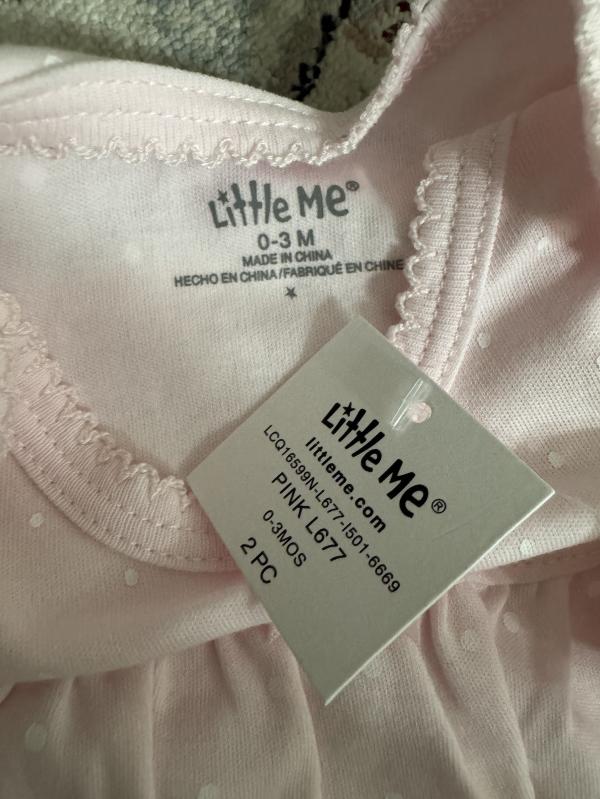 Little Me®
0-3 M
MADE IN CHINA
HECHO EN CHINA/FABRIQUÉ EN CHINE
Little Me®
littleme.com
LCQ16599N-L677-I501-6669
PINK L677
0-3MOS
2 PC